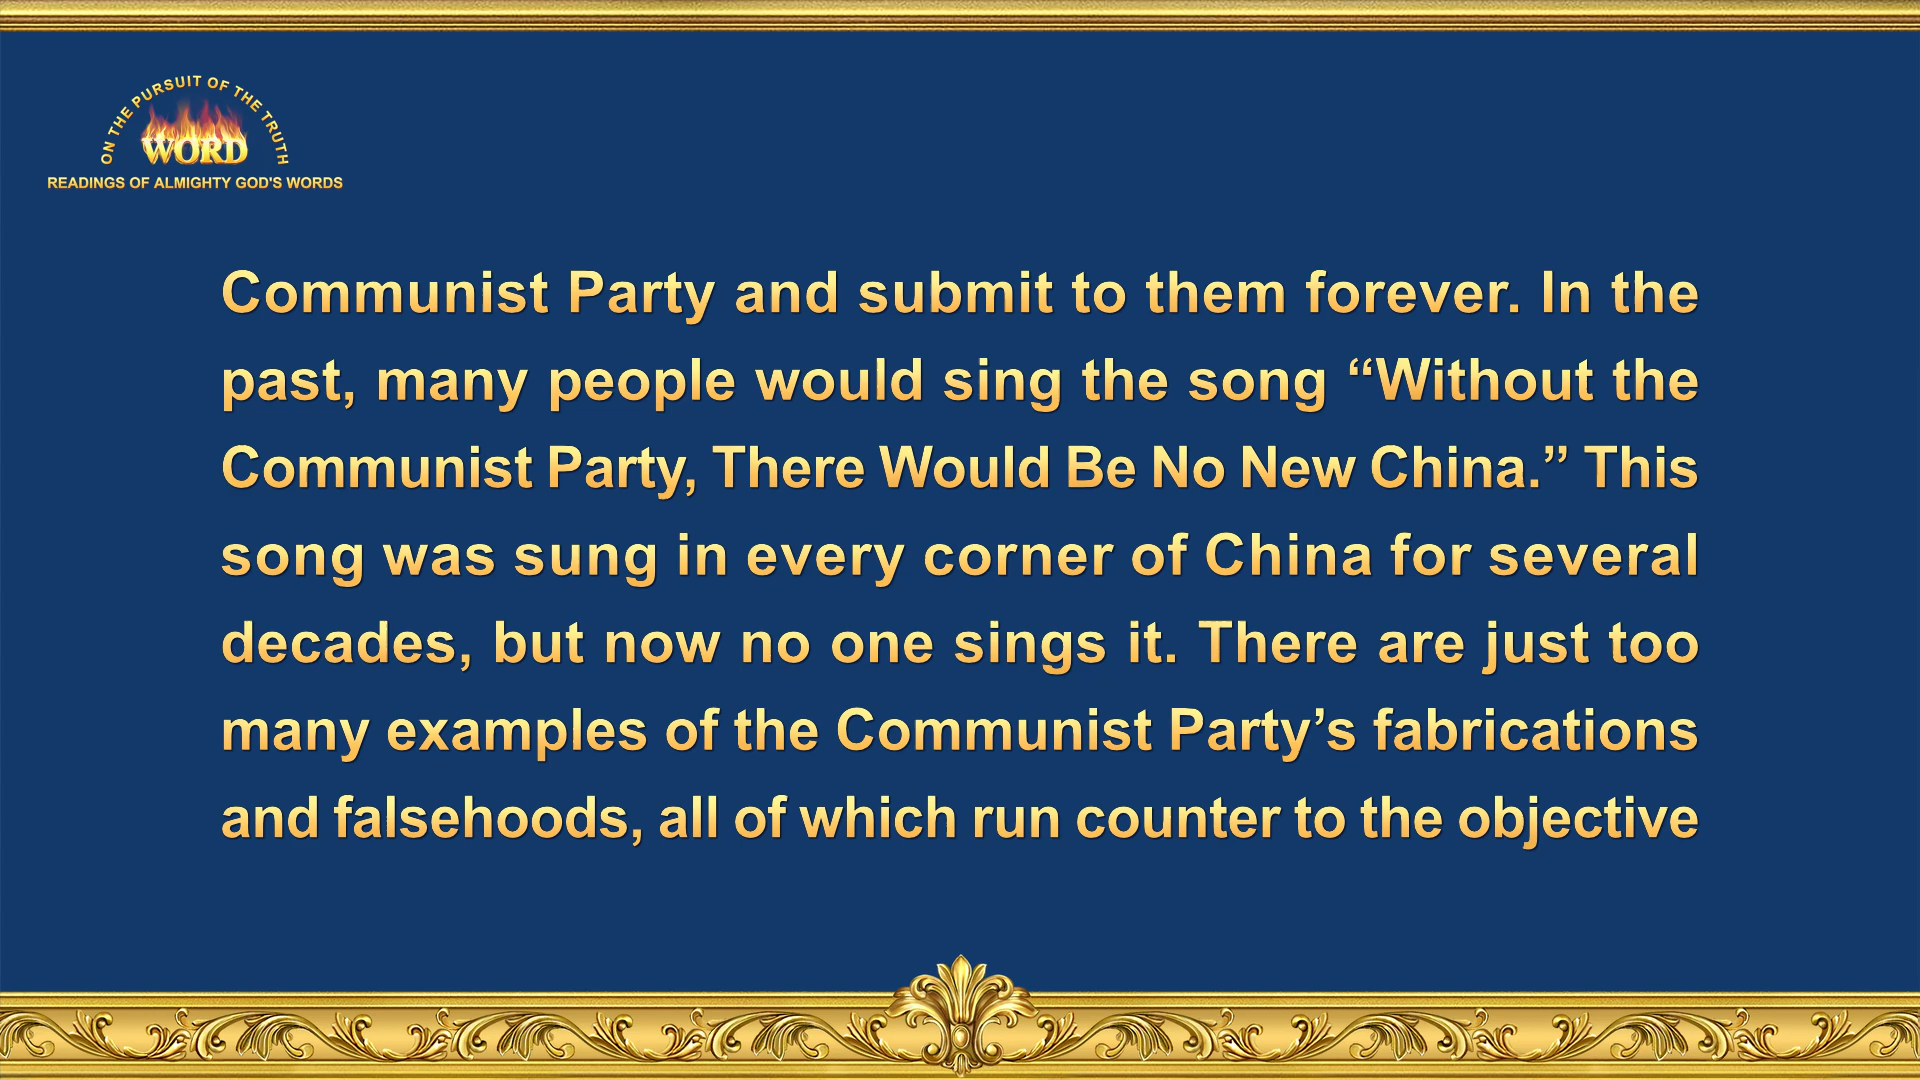 ON THE PURSUIT OF THE TRUTH
WORD
READINGS OF ALMIGHTY GOD'S WORDS
Communist Party and submit to them forever. In the
past, many people would sing the song “Without the
Communist Party, There Would Be No New China.” This
song was sung in every corner of China for several
decades, but now no one sings it. There are just too
many examples of the Communist Party’s fabrications
and falsehoods, all of which run counter to the objective